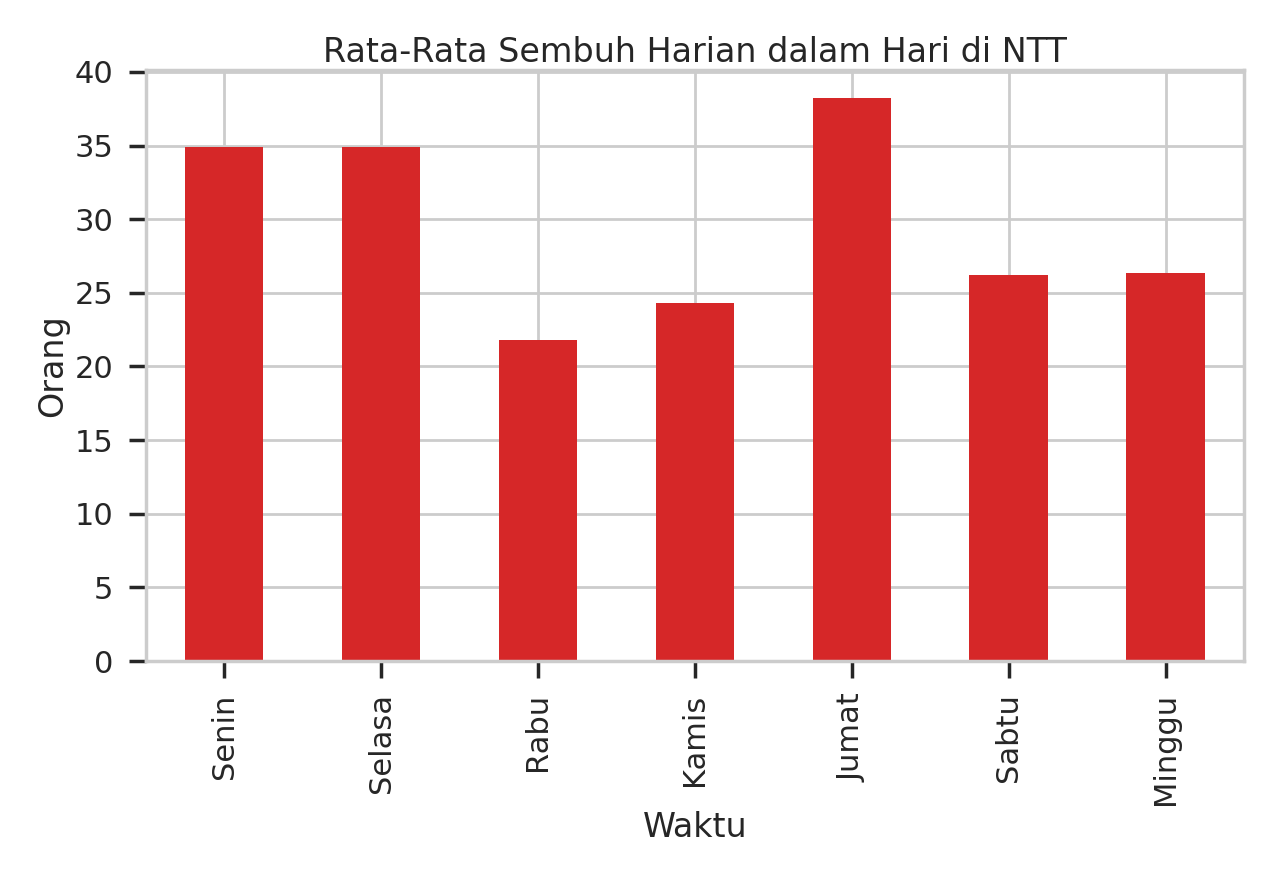 Rata-Rata Sembuh Harian dalam Hari di NTT
40
35
30
25
20
15
10
5
0
Orang
Senin
Selasa
Rabu
Kamis
Jumat
Sabtu
Minggu
Waktu